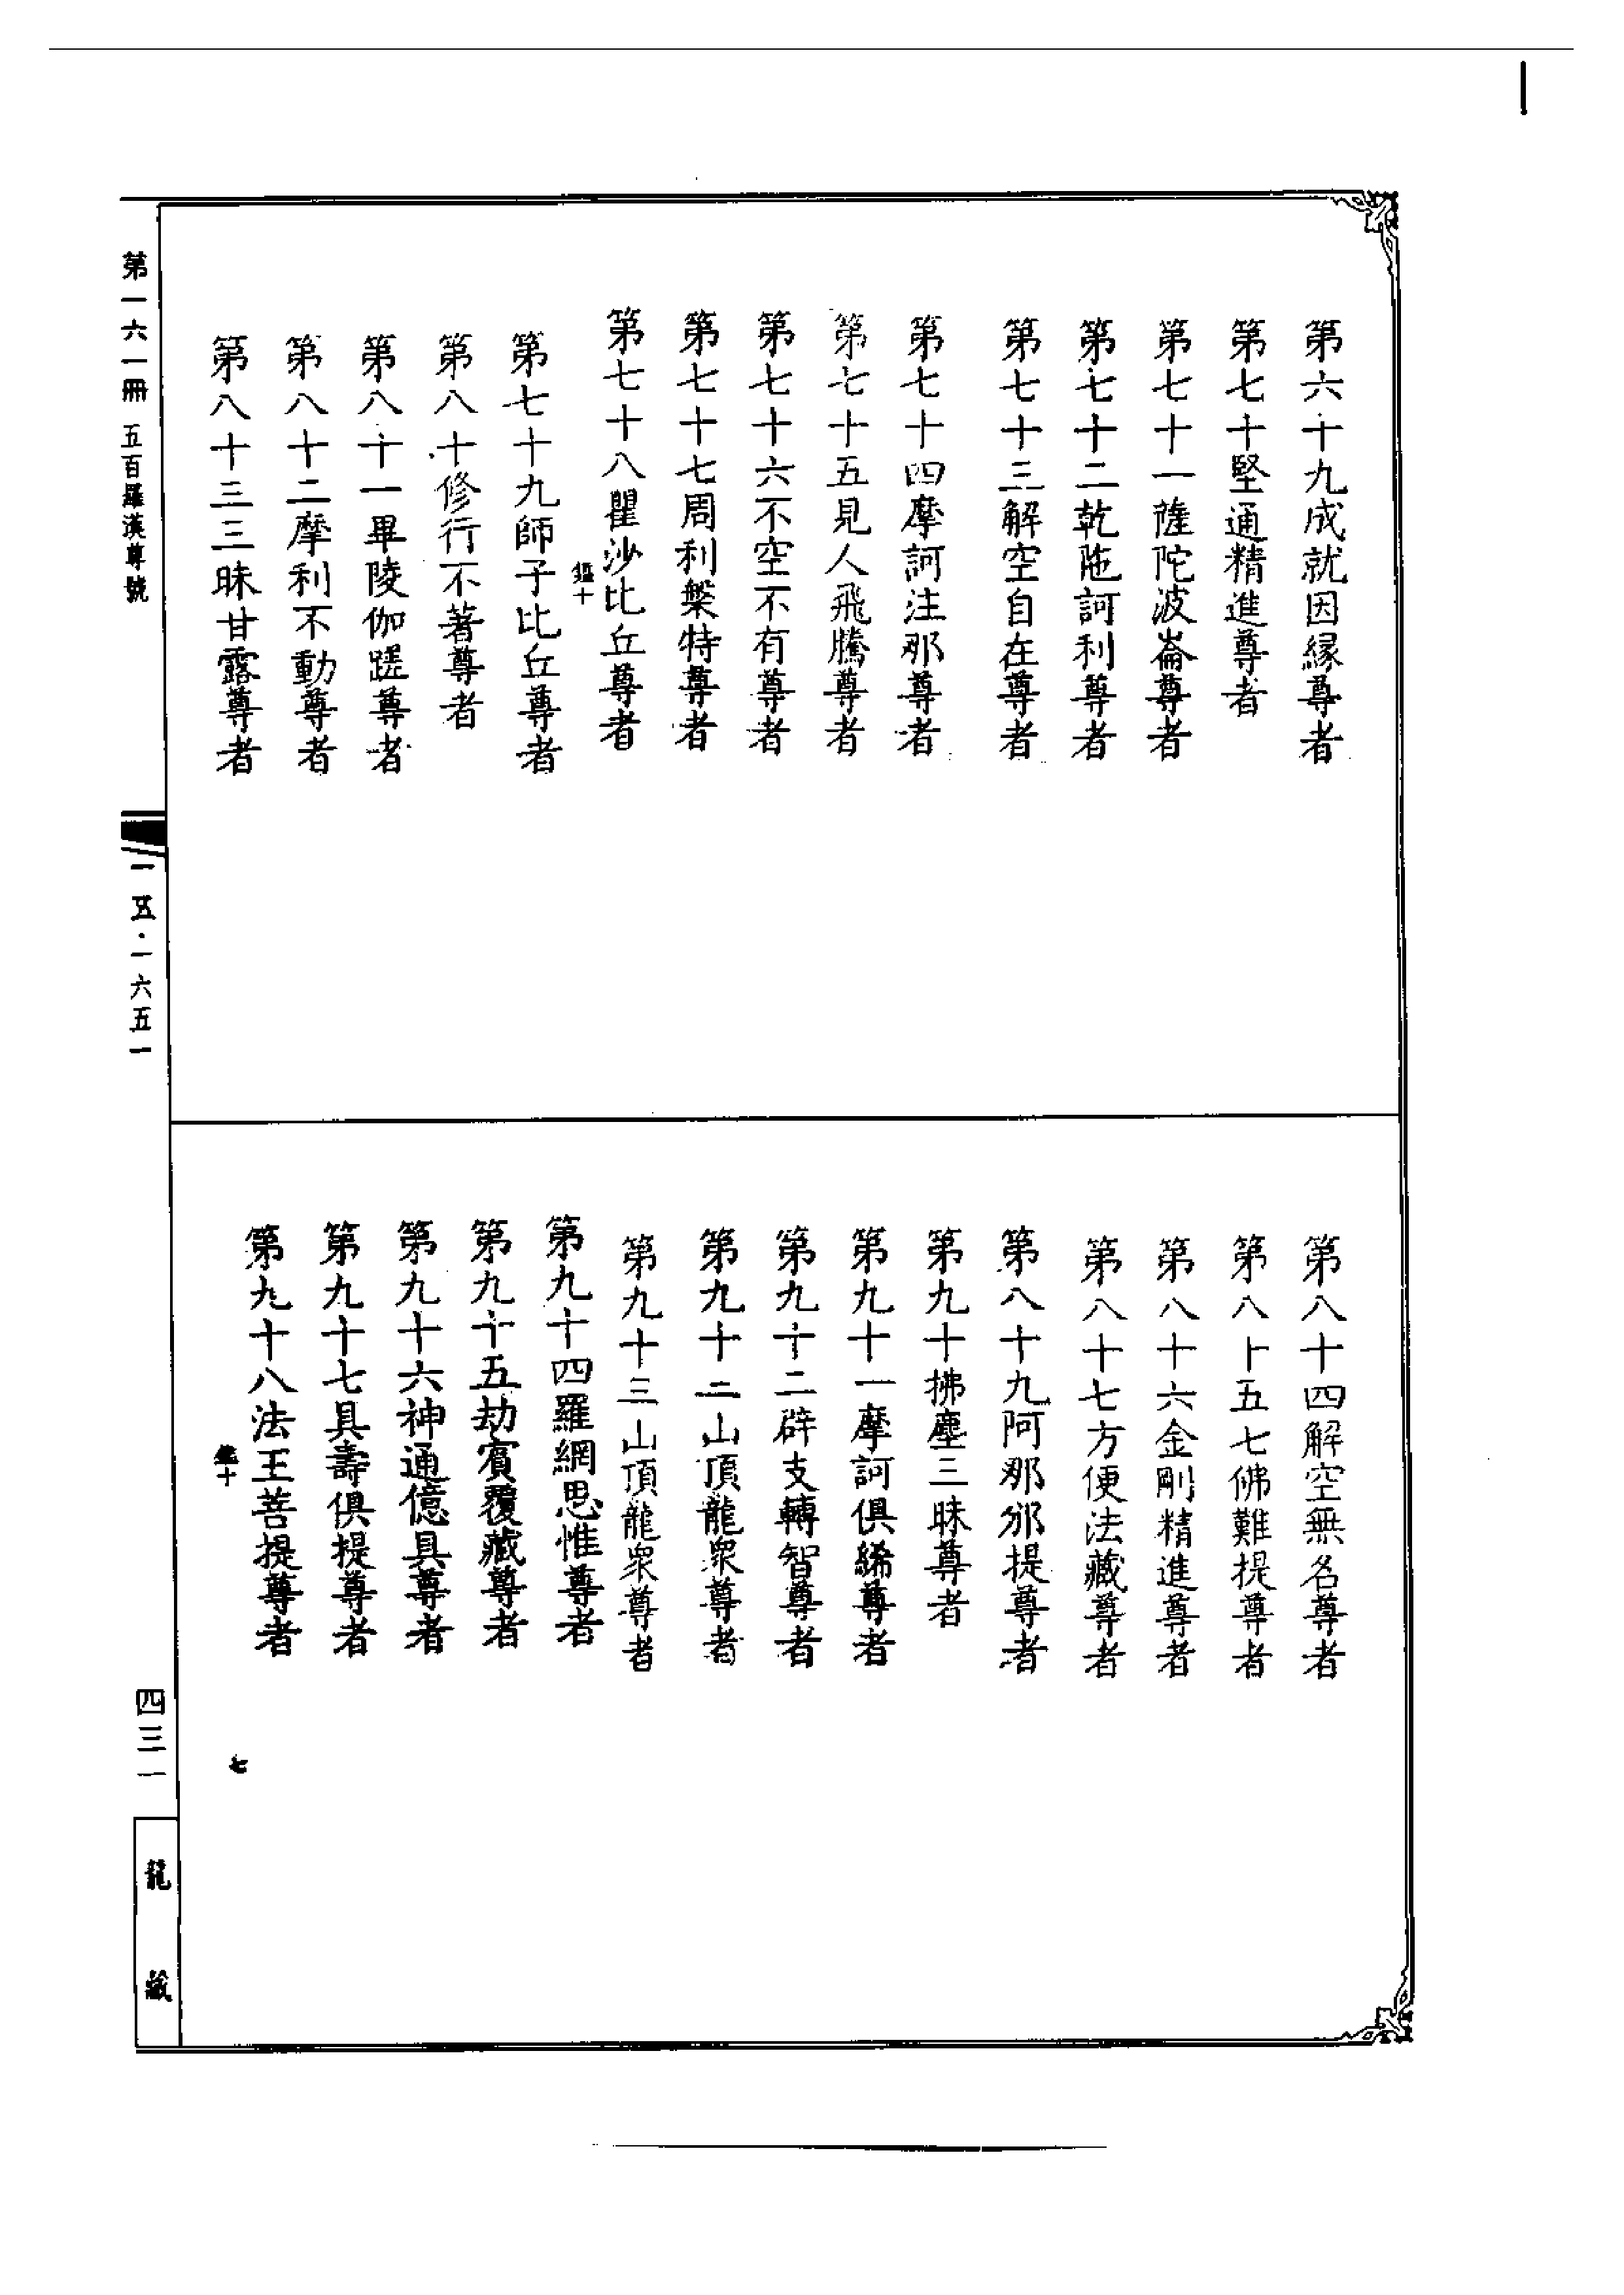 第六十九成就因緣尊者
第七十堅通精進尊者
第七十一薩陀波崙尊者
第七十二乾陁訶利尊者
第七十三解空自在尊者
第七十四摩訶注那尊者
第七十五見人飛騰尊者
第七十六不空不有尊者
第七十七周利槃特尊者
第七十八瞿沙比丘尊者
鑑十
第七十九師子比丘尊者
第八十修行不著尊者
第八十一畢陵伽蹉尊者
第八十二摩利不動尊者
第八十三三昧甘露尊者
第八十四解空無名尊者
第八十五七佛難提尊者
第八十六金剛精進尊者
第八十七方便法藏尊者
第八十九阿那邠提尊者
第九十拂塵三昧尊者
第九十一摩訶俱絺尊者
第九十二辟支轉智尊者
第九十二山頂龍衆尊者
第九十三山頂龍衆尊者
第九十四羅網思惟尊者
第九十五劫賓覆藏尊者
第九十六神通億具尊者
第九十七具壽俱提尊者
第九十八法王菩提尊者
鑑十
七
第一六一冊 五百羅漢尊號
一五·一六五一
四三一
龍藏